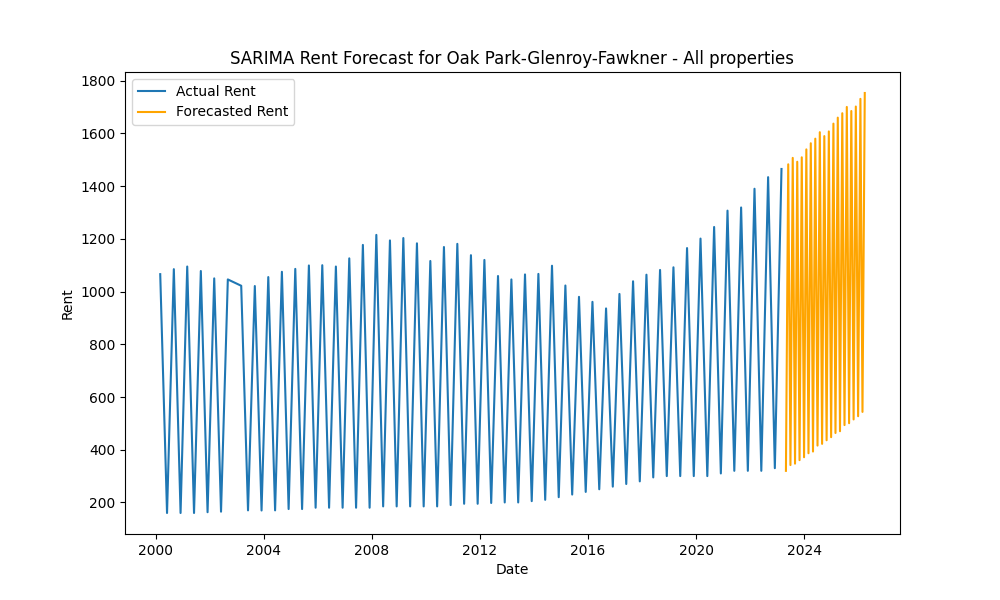 SARIMA Rent Forecast for Oak Park-Glenroy-Fawkner - All properties
Actual Rent
Forecasted Rent
1800
1600
1400
1200
1000
800
600
400
200
Rent
2000 2004 2008 2012 2016 2020 2024
Date